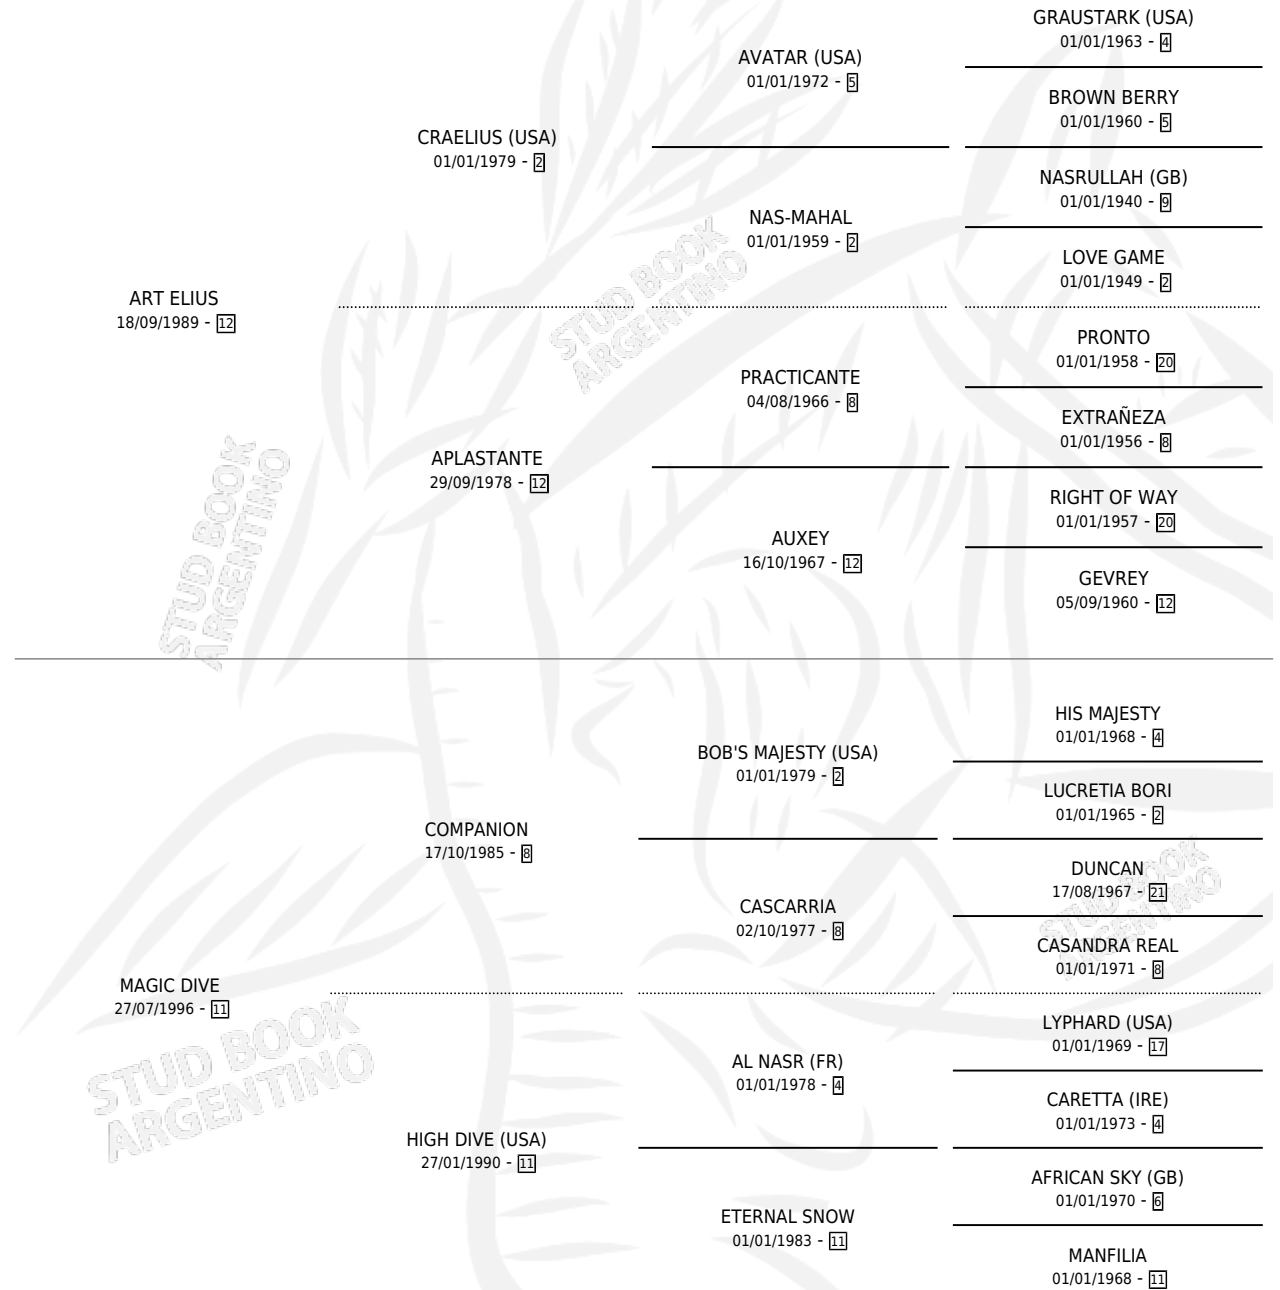 GRAUSTARK (USA)
01/01/1963 - 4
AVATAR (USA)
01/01/1972 - 5
BROWN BERRY
01/01/1960 - 5
CRAELIUS (USA)
01/01/1979 - 2
NASRULLAH (GB)
01/01/1940 - 9
NAS-MAHAL
01/01/1959 - 2
LOVE GAME
01/01/1949 - 2
ART ELIUS
18/09/1989 - 12
PRONTO
01/01/1958 - 20
PRACTICANTE
04/08/1966 - 8
EXTRAÑEZA
01/01/1956 - 8
APLASTANTE
29/09/1978 - 12
RIGHT OF WAY
01/01/1957 - 20
AUXEY
16/10/1967 - 12
GEVREY
05/09/1960 - 12
HIS MAJESTY
01/01/1968 - 4
BOB'S MAJESTY (USA)
01/01/1979 - 2
LUCRETIA BORI
01/01/1965 - 2
COMPANION
17/10/1985 - 8
DUNCAN
17/08/1967 - 21
CASCARRIA
02/10/1977 - 8
CASANDRA REAL
01/01/1971 - 8
MAGIC DIVE
27/07/1996 - 11
LYPHARD (USA)
01/01/1969 - 17
AL NASR (FR)
01/01/1978 - 4
CARETTA (IRE)
01/01/1973 - 4
HIGH DIVE (USA)
27/01/1990 - 11
AFRICAN SKY (GB)
01/01/1970 - 6
ETERNAL SNOW
01/01/1983 - 11
MANFILIA
01/01/1968 - 11
STUD BOOK
ARGENTINO
STUD BOOK
ARGENTINO
STUD BOOK
ARGENTINO
STUD BOOK
ARGENTINO